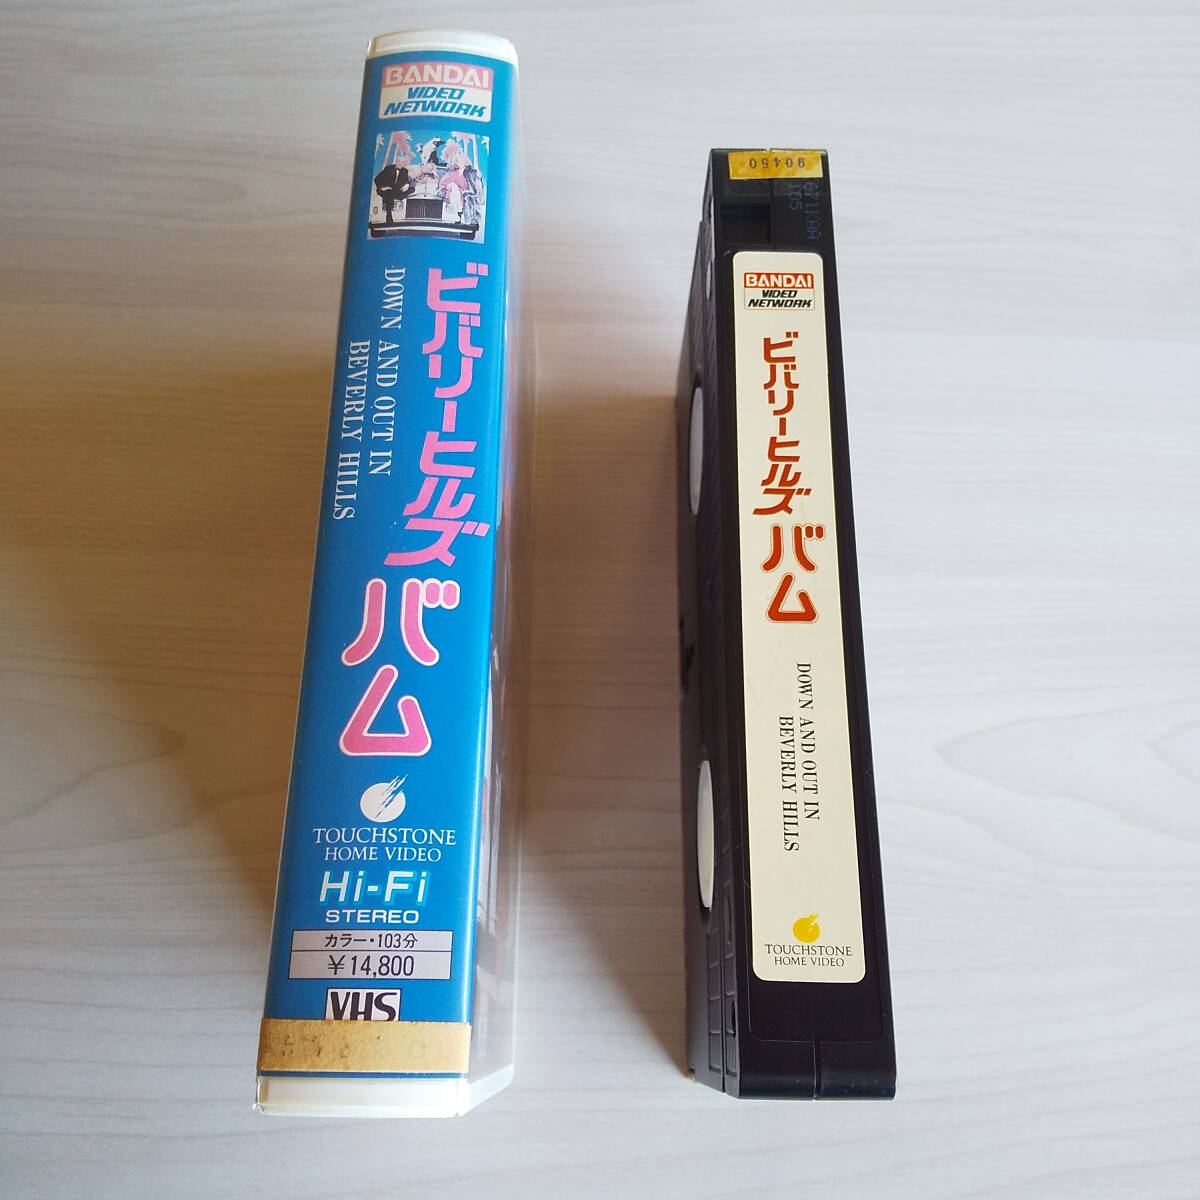 BANDAI
VIDEO
NETWORK
ビバリーヒルズ
バム
DOWN AND OUT IN
BEVERLY HILLS
TOUCHSTONE
HOME VIDEO
Hi-Fi
STEREO
カラー・103分
¥14,800
VHS
90450
671KAA
105
BANDAI
VIDEO
NETWORK
ビバリーヒルズ
バム
DOWN AND OUT IN
BEVERLY HILLS
TOUCHSTONE
HOME VIDEO